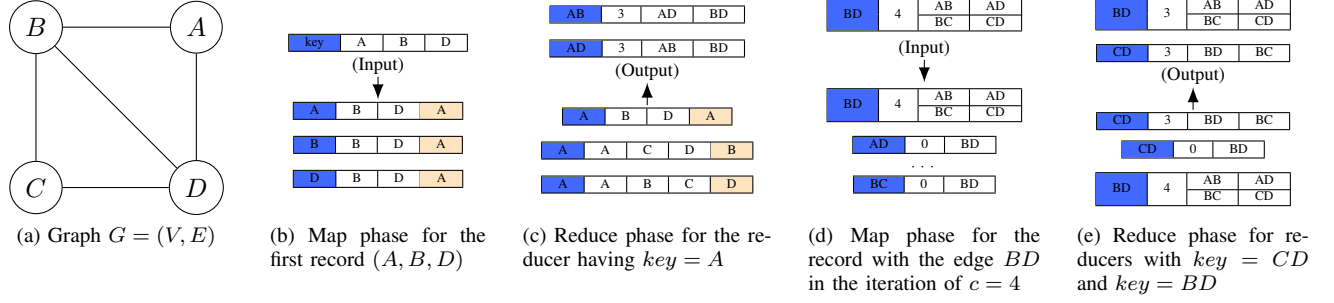 B
A
C
D
(a) Graph G = (V, E)
key A B D
(Input)
A B D A
B B D A
D B D A
(b) Map phase for the
first record (A, B, D)
AB 3 AD BD
AD 3 AB BD
(Output)
A B D A
A A C D B
A A B C D
(c) Reduce phase for the re-
ducer having key = A
BD 4 AB AD
BC CD
(Input)
BD 4 AB AD
BC CD
AD 0 BD
. . .
BC 0 BD
(d) Map phase for the
record with the edge BD
in the iteration of c = 4
BD 3 AB AD
BC CD
CD 3 BD BC
(Output)
CD 3 BD BC
CD 0 BD
BD 4 AB AD
BC CD
(e) Reduce phase for re-
ducers with key = CD
and key = BD